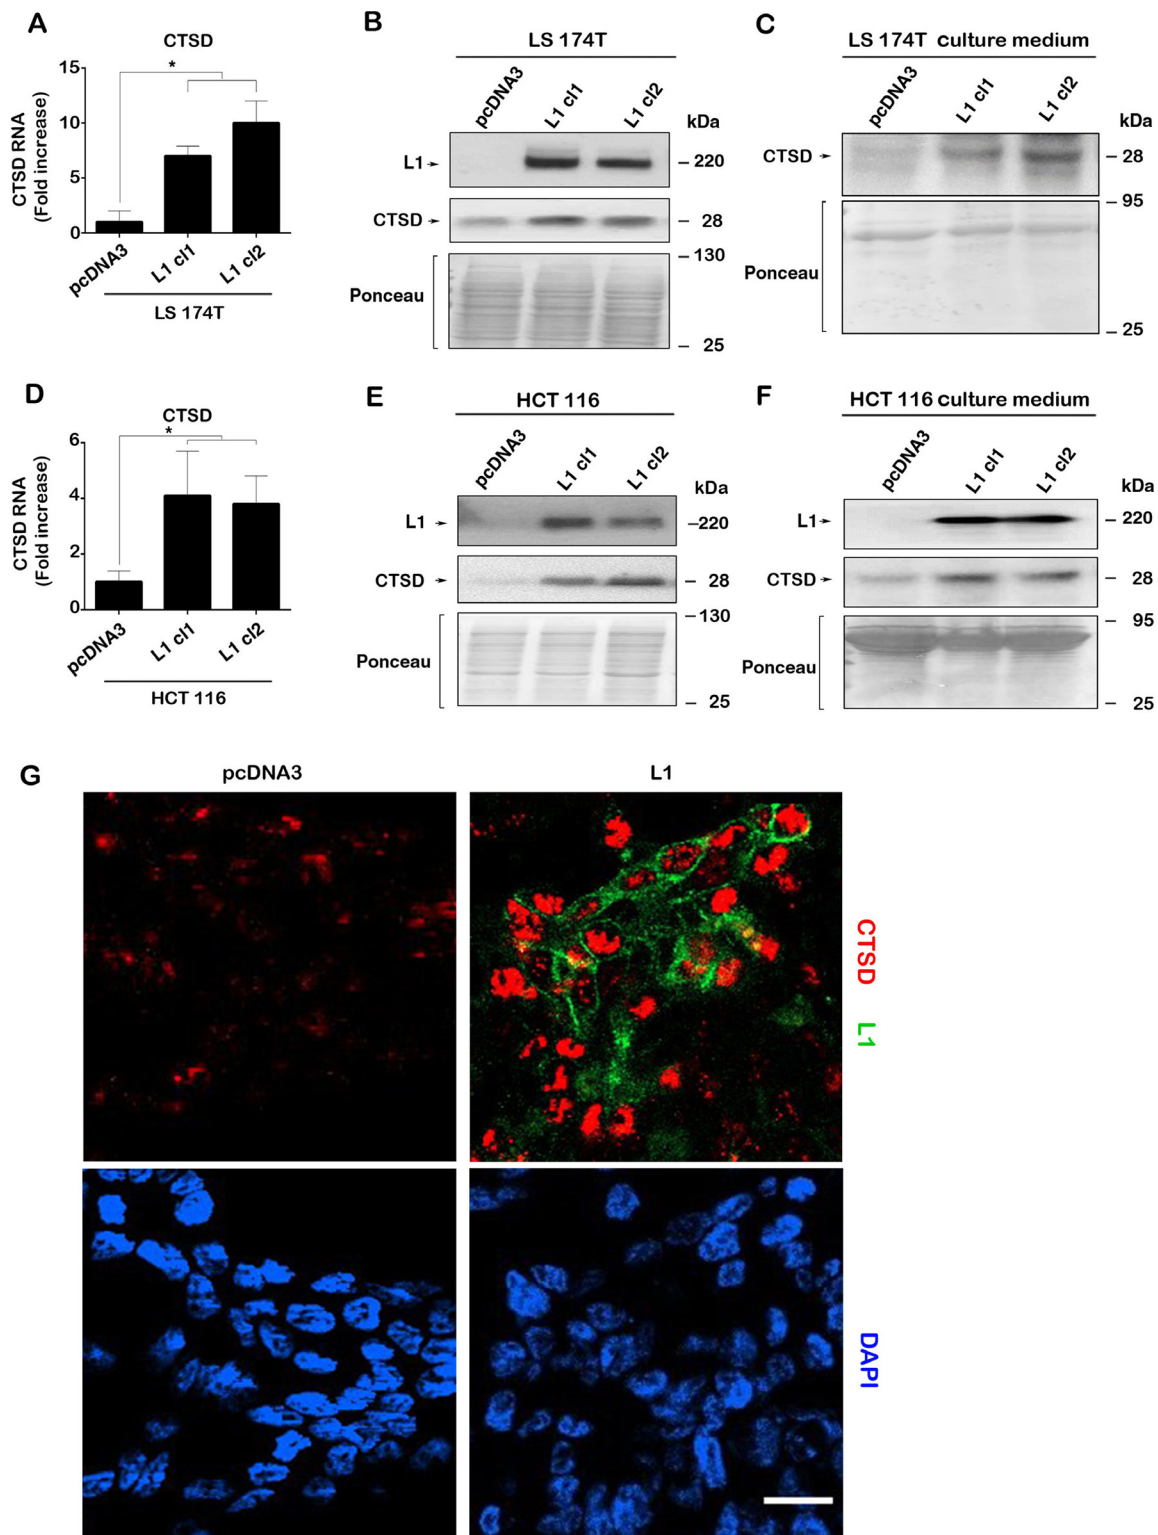 A
CTSD
CTSD RNA
(Fold increase)
15
10
5
0
pcDNA3
L1 cl1
L1 cl2
LS 174T
B
LS 174T
pcDNA3
L1 cl1
L1 cl2
kDa
L1
220
CTSD
28
130
Ponceau
25
C
LS 174T culture medium
pcDNA3
L1 cl1
L1 cl2
kDa
CTSD
28
95
Ponceau
25
D
CTSD
CTSD RNA
(Fold increase)
6
4
2
0
*
pcDNA3
L1 cl1
L1 cl2
HCT 116
E
HCT 116
pcDNA3
L1 cl1
L1 cl2
kDa
L1
220
CTSD
28
130
Ponceau
25
F
HCT 116 culture medium
pcDNA3
L1 cl1
L1 cl2
kDa
L1
220
CTSD
28
95
Ponceau
25
G
pcDNA3
L1
CTSD L1
DAPI